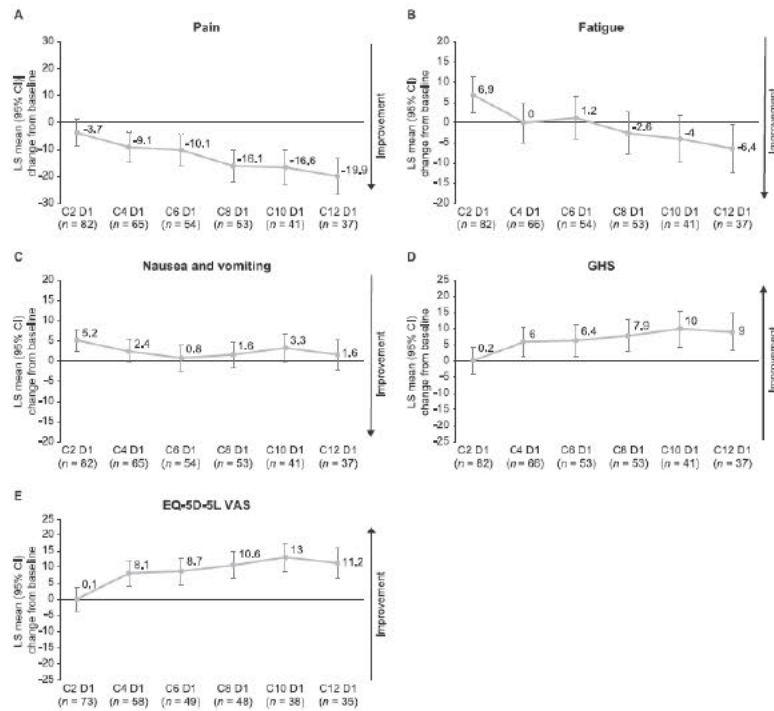 A
Pain
LS mean (95% CI)
change from baseline
30
20
10
0
-10
-20
-30
-3.7
-9.1
-10.1
-16.1
-16.6
-19.9
Improvement
C2 D1 C4 D1 C6 D1 C8 D1 C10 D1 C12 D1
(n = 82) (n = 65) (n = 54) (n = 53) (n = 41) (n = 37)
B
Fatigue
LS mean (95% CI)
change from baseline
20
15
10
5
0
-5
-10
-15
20
6.9
0
1.2
-2.6
-4
-6.4
Improvement
C2 D1 C4 D1 C6 D1 C8 D1 C10 D1 C12 D1
(n = 82) (n = 66) (n = 54) (n = 53) (n = 41) (n = 37)
C
Nausea and vomiting
LS mean (95% CI)
change from baseline
20
15
10
5
0
-5
-10
-15
-20
5.2
2.4
0.8
1.6
3.3
1.6
Improvement
C2 D1 C4 D1 C6 D1 C8 D1 C10 D1 C12 D1
(n = 82) (n = 65) (n = 54) (n = 53) (n = 41) (n = 37)
D
GHS
LS mean (95% CI)
change from baseline
25
20
15
10
5
0
-5
-10
-15
-20
-25
0.2
6
6.4
7.9
10
9
Improvement
C2 D1 C4 D1 C6 D1 C8 D1 C10 D1 C12 D1
(n = 82) (n = 66) (n = 53) (n = 53) (n = 41) (n = 37)
E
EQ-5D-5L VAS
LS mean (95% CI)
change from baseline
25
20
15
10
5
0
-5
-10
-15
-20
-25
0.1
8.1
8.7
10.6
13
11.2
Improvement
C2 D1 C4 D1 C6 D1 C8 D1 C10 D1 C12 D1
(n = 73) (n = 58) (n = 49) (n = 48) (n = 38) (n = 35)